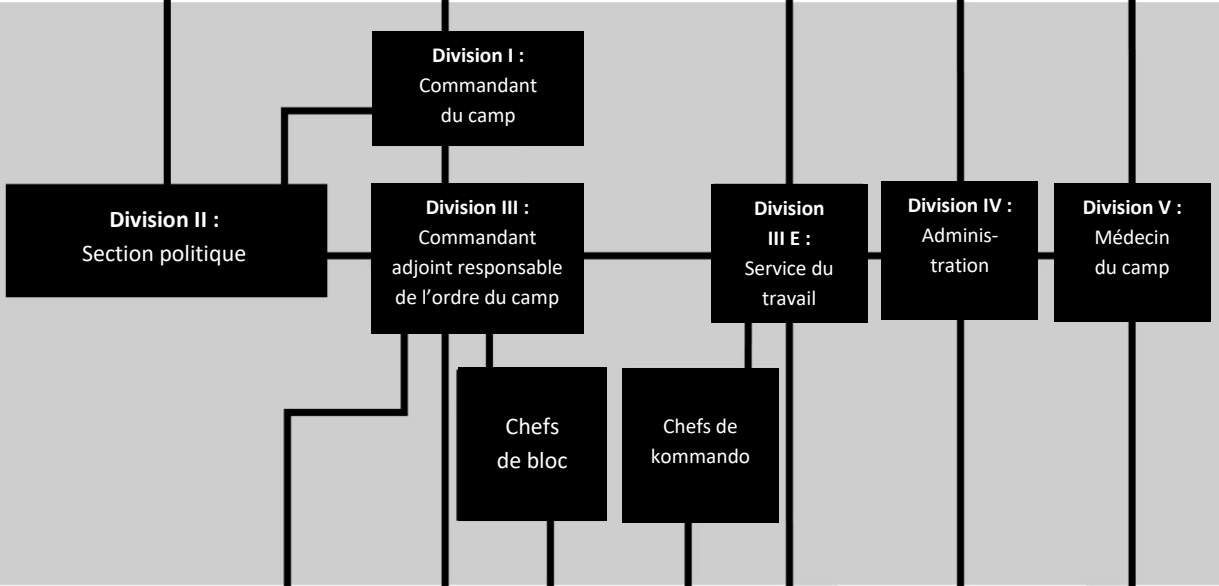 Division I :
Commandant
du camp
Division II :
Section politique
Division III :
Commandant
adjoint responsable
de l’ordre du camp
Division
III E :
Service du
travail
Division IV :
Adminis-
tration
Division V :
Médecin
du camp
Chefs
de bloc
Chefs de
kommando